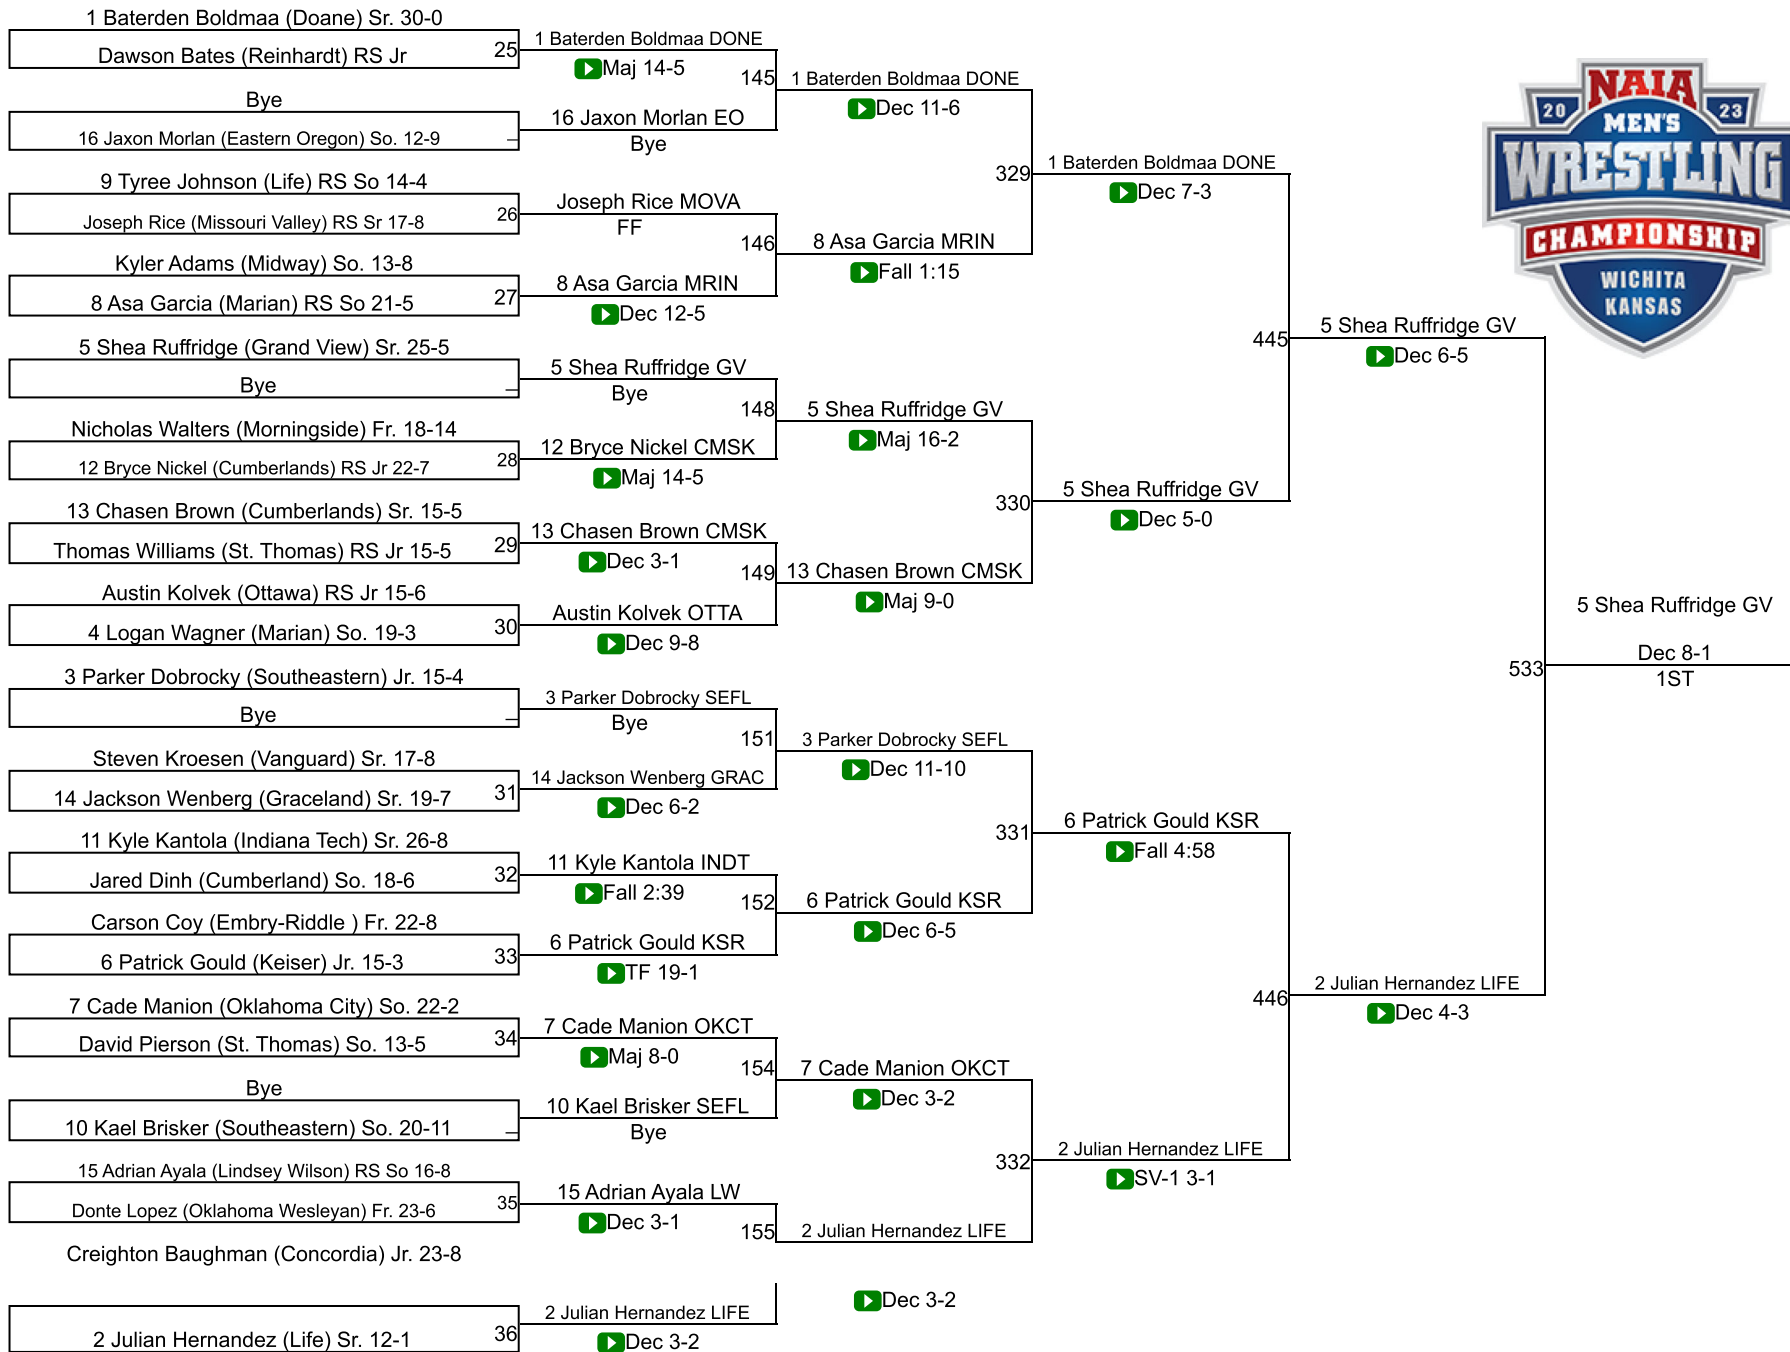 1 Baterden Boldmaa (Doane) Sr. 30-0
Dawson Bates (Reinhardt) RS Jr
25
Bye
16 Jaxon Morlan (Eastern Oregon) So. 12-9
_
9 Tyree Johnson (Life) RS So 14-4
Joseph Rice (Missouri Valley) RS Sr 17-8
26
Kyler Adams (Midway) So. 13-8
8 Asa Garcia (Marian) RS So 21-5
27
5 Shea Ruffridge (Grand View) Sr. 25-5
Bye
_
Nicholas Walters (Morningside) Fr. 18-14
12 Bryce Nickel (Cumberlands) RS Jr 22-7
28
13 Chasen Brown (Cumberlands) Sr. 15-5
Thomas Williams (St. Thomas) RS Jr 15-5
29
Austin Kolvek (Ottawa) RS Jr 15-6
4 Logan Wagner (Marian) So. 19-3
30
3 Parker Dobrocky (Southeastern) Jr. 15-4
Bye
_
Steven Kroesen (Vanguard) Sr. 17-8
14 Jackson Wenberg (Graceland) Sr. 19-7
31
11 Kyle Kantola (Indiana Tech) Sr. 26-8
Jared Dinh (Cumberland) So. 18-6
32
Carson Coy (Embry-Riddle ) Fr. 22-8
6 Patrick Gould (Keiser) Jr. 15-3
33
7 Cade Manion (Oklahoma City) So. 22-2
David Pierson (St. Thomas) So. 13-5
34
Bye
10 Kael Brisker (Southeastern) So. 20-11
_
15 Adrian Ayala (Lindsey Wilson) RS So 16-8
Donte Lopez (Oklahoma Wesleyan) Fr. 23-6
35
Creighton Baughman (Concordia) Jr. 23-8
2 Julian Hernandez (Life) Sr. 12-1
36
1 Baterden Boldmaa DONE
Maj 14-5
145
16 Jaxon Morlan EO
Bye
Joseph Rice MOVA
FF
146
8 Asa Garcia MRIN
Dec 12-5
5 Shea Ruffridge GV
Bye
148
12 Bryce Nickel CMSK
Maj 14-5
13 Chasen Brown CMSK
Dec 3-1
149
Austin Kolvek OTTA
Dec 9-8
3 Parker Dobrocky SEFL
Bye
151
14 Jackson Wenberg GRAC
Dec 6-2
11 Kyle Kantola INDT
Fall 2:39
152
6 Patrick Gould KSR
TF 19-1
7 Cade Manion OKCT
Maj 8-0
154
10 Kael Brisker SEFL
Bye
15 Adrian Ayala LW
Dec 3-1
155
2 Julian Hernandez LIFE
Dec 3-2
1 Baterden Boldmaa DONE
Dec 11-6
329
8 Asa Garcia MRIN
Fall 1:15
5 Shea Ruffridge GV
Maj 16-2
330
13 Chasen Brown CMSK
Maj 9-0
3 Parker Dobrocky SEFL
Dec 11-10
331
6 Patrick Gould KSR
Dec 6-5
7 Cade Manion OKCT
Dec 3-2
332
2 Julian Hernandez LIFE
Dec 3-2
1 Baterden Boldmaa DONE
Dec 7-3
445
5 Shea Ruffridge GV
Dec 5-0
6 Patrick Gould KSR
Fall 4:58
446
2 Julian Hernandez LIFE
SV-1 3-1
5 Shea Ruffridge GV
Dec 6-5
533
2 Julian Hernandez LIFE
Dec 4-3
5 Shea Ruffridge GV
Dec 8-1
1ST
NAIA
20 23
MEN'S
WRESTLING
CHAMPIONSHIP
WICHITA
KANSAS